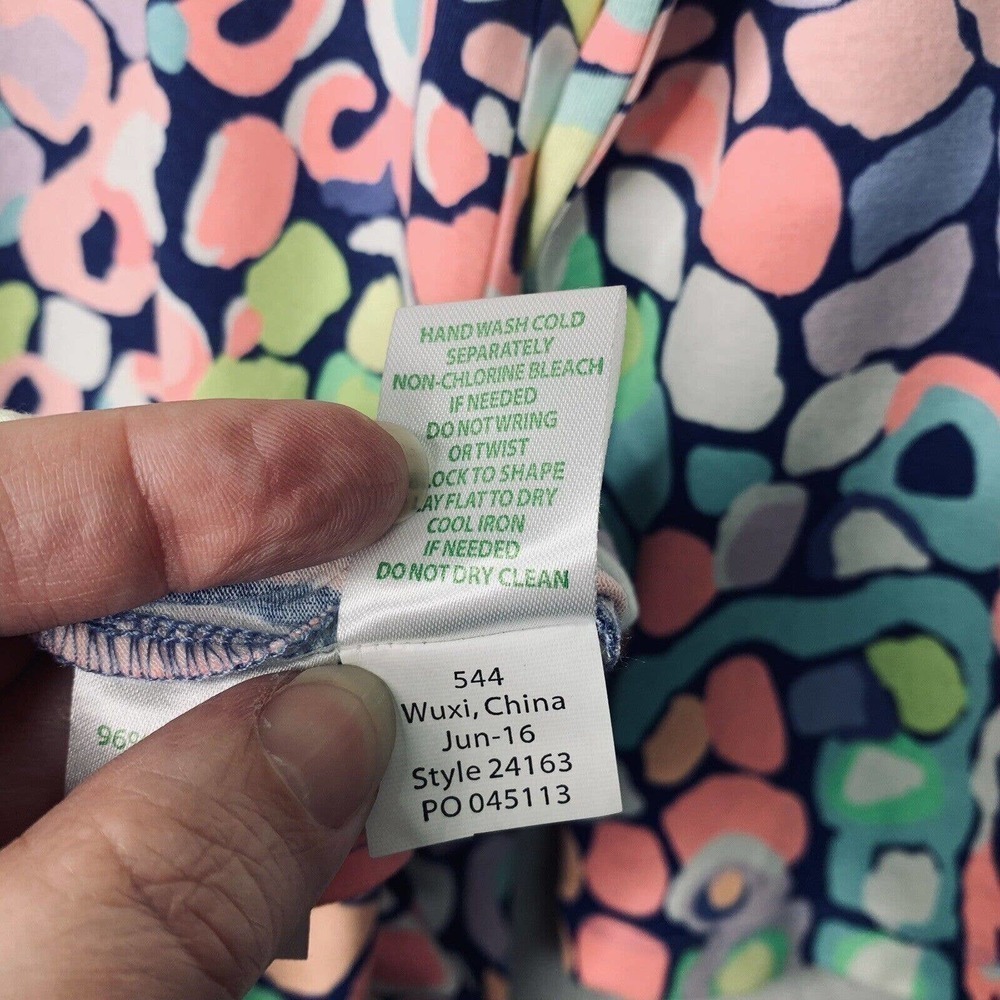 HAND WASH COLD
SEPARATELY
NON-CHLORINE BLEACH
IF NEEDED
DO NOT WRING
OR TWIST
LOCK TO SHAPE
LAY FLAT TO DRY
COOL IRON
IF NEEDED
DO NOT DRY CLEAN
96%
544
Wuxi, China
Jun-16
Style 24163
PO 045113